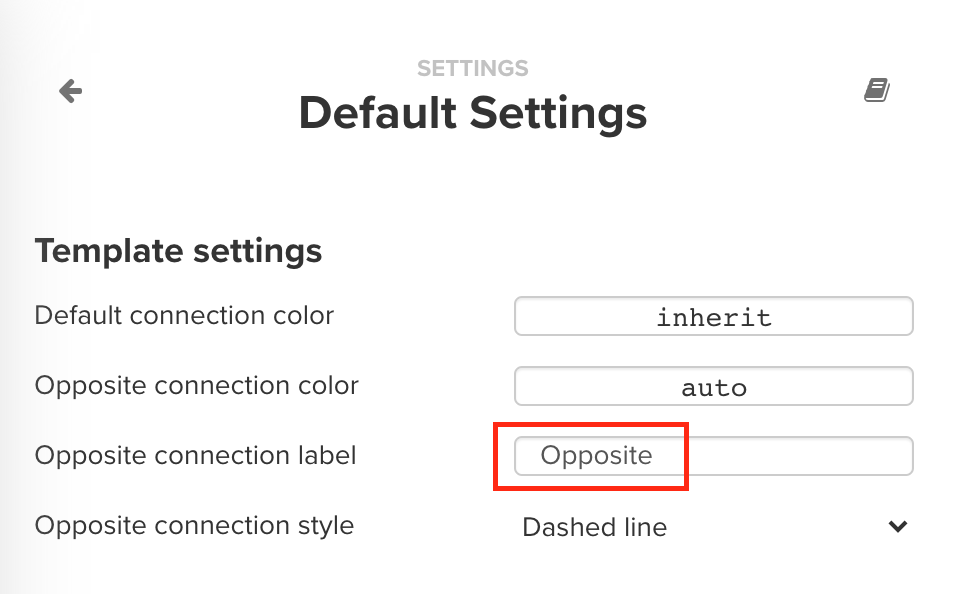 SETTINGS
Default Settings
Template settings
Default connection color
inherit
Opposite connection color
auto
Opposite connection label
Opposite
Opposite connection style
Dashed line